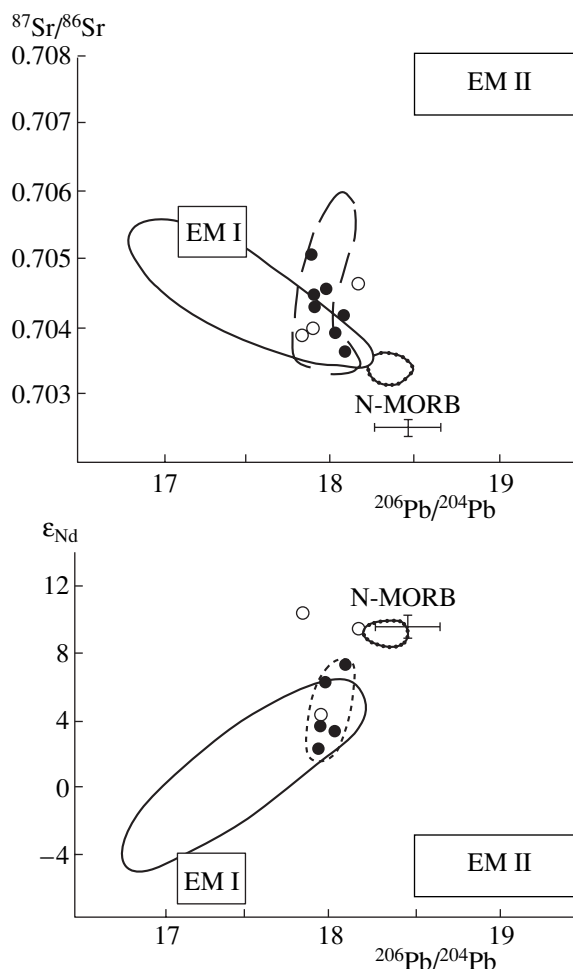 ⁸⁷Sr/⁸⁶Sr
0.708
EM II
0.707
0.706
EM I
0.705
0.704
0.703
N-MORB
17 18 19
²⁰⁶Pb/²⁰⁴Pb
εNd
12
N-MORB
8
4
0
−4
EM I
EM II
17 18 19
²⁰⁶Pb/²⁰⁴Pb